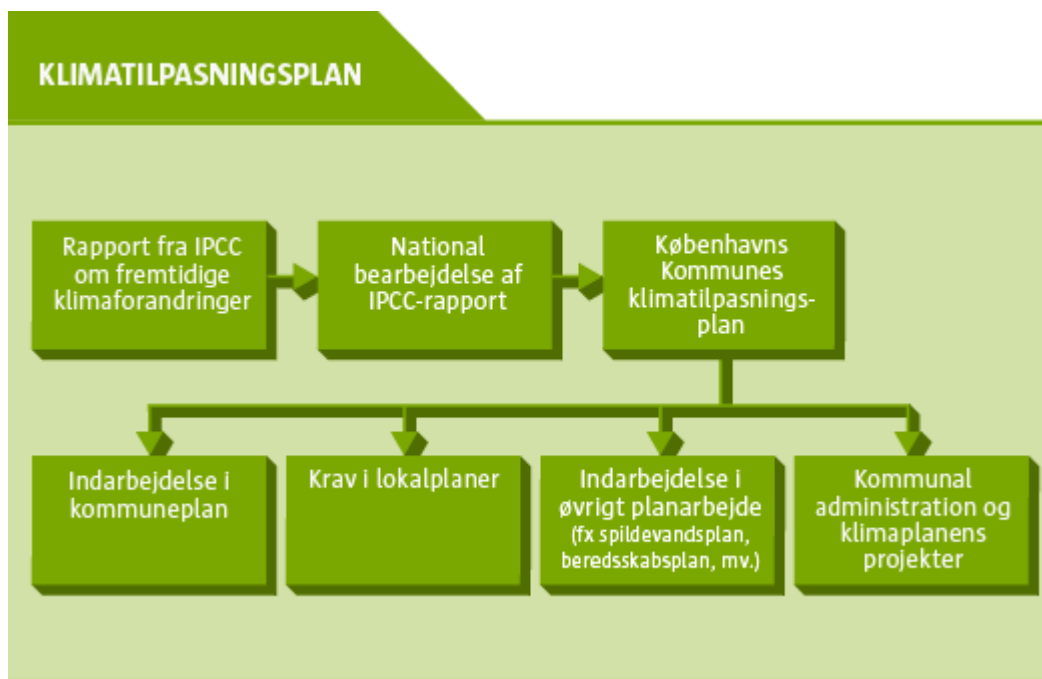 KLIMATILPASNINGSPLAN
Rapport fra IPCC
om fremtidige
klimaforandringer
National
bearbejdelse af
IPCC-rapport
Københavns
Kommunes
klimatilpasnings-
plan
Indarbejdelse i
kommuneplan
Krav i lokalplaner
Indarbejdelse i
øvrigt planarbejde
(fx spildevandsplan,
beredsskabsplan, mv.)
Kommunal
administration og
klimaplanens
projekter